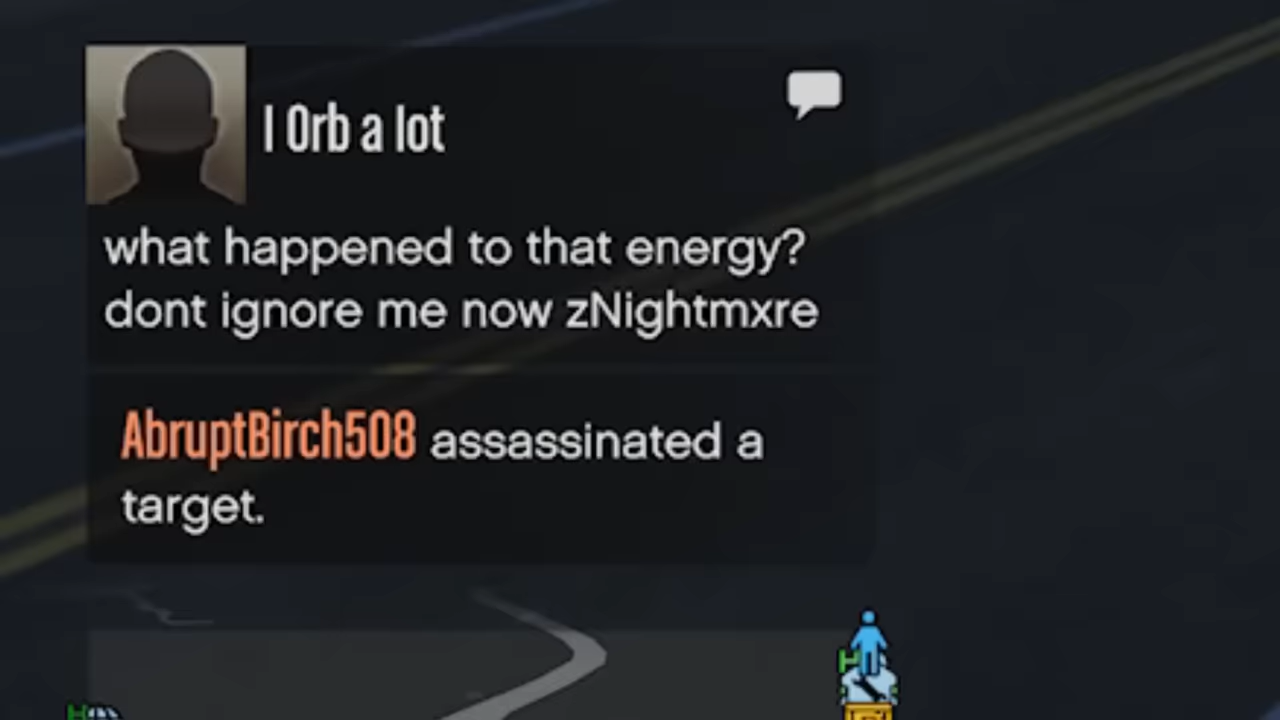 I Orb a lot
what happened to that energy?
dont ignore me now zNightmxre
AbruptBirch508 assassinated a
target.
H
H